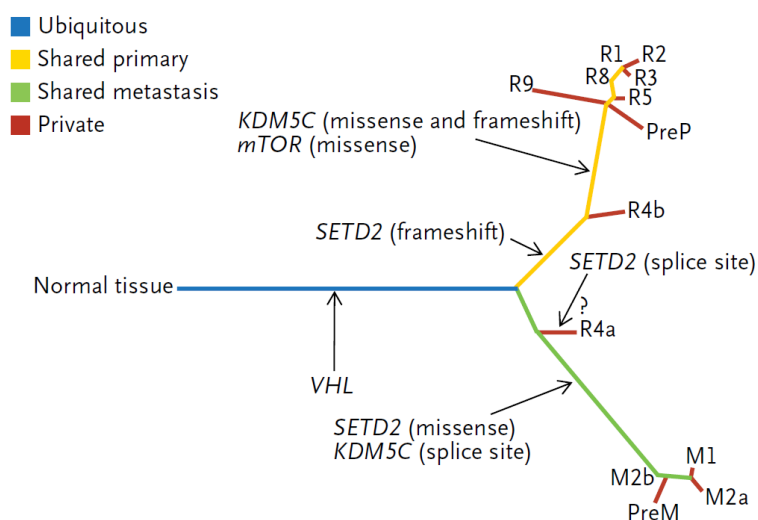 Ubiquitous
Shared primary
Shared metastasis
Private
R1
R2
R8
R3
R9
R5
KDM5C (missense and frameshift)
PreP
mTOR (missense)
R4b
SETD2 (frameshift)
SETD2 (splice site)
Normal tissue
?
R4a
VHL
SETD2 (missense)
KDM5C (splice site)
M1
M2b
M2a
PreM